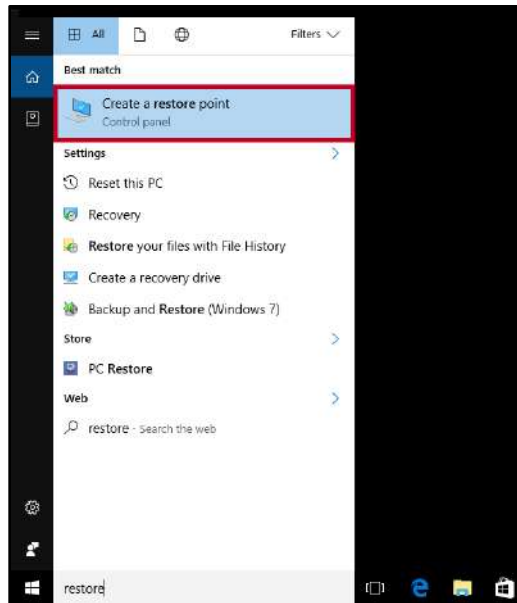 All
Filters
Best match
Create a restore point
Control panel
Settings
Reset this PC
Recovery
Restore your files with File History
Create a recovery drive
Backup and Restore (Windows 7)
Store
PC Restore
Web
restore - Search the web
restore